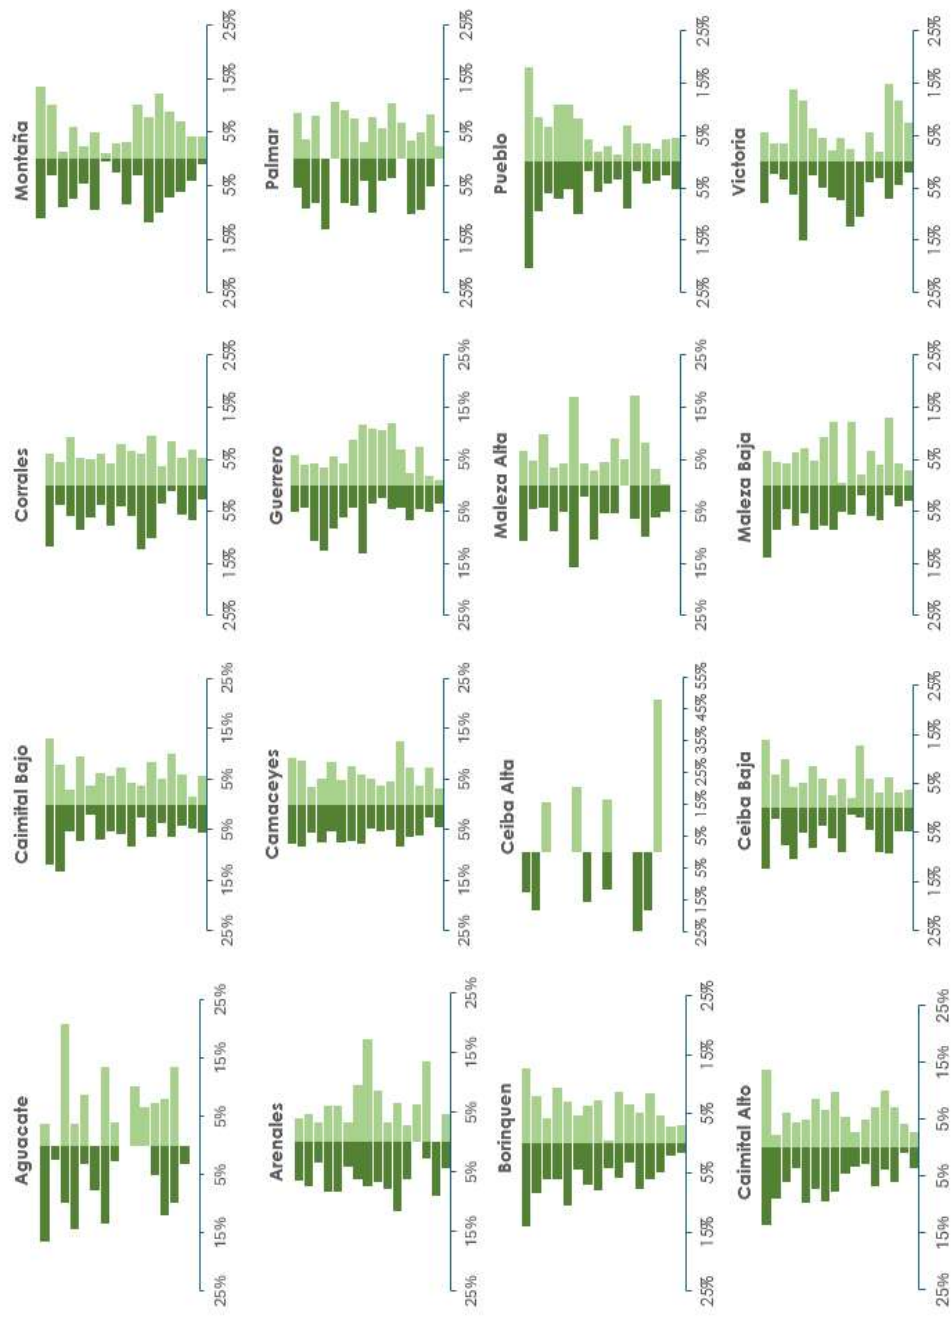 Aguacate Caimital Bajo Corrales Montaña
25% 15% 5% 5% 15% 25% 25% 15% 5% 5% 15% 25% 25% 15% 5% 5% 15% 25% 25% 15% 5% 5% 15% 25%
Arenales Camaceyes Guerrero Palmar
25% 15% 5% 5% 15% 25% 25% 15% 5% 5% 15% 25% 25% 15% 5% 5% 15% 25% 25% 15% 5% 5% 15% 25%
Borinquen Ceiba Alta Maleza Alta Pueblo
25% 15% 5% 5% 15% 25% 25% 15% 5% 5% 15% 25% 35% 45% 55% 25% 15% 5% 5% 15% 25% 25% 15% 5% 5% 15% 25%
Caimital Alto Ceiba Baja Maleza Baja Victoria
25% 15% 5% 5% 15% 25% 25% 15% 5% 5% 15% 25% 25% 15% 5% 5% 15% 25% 25% 15% 5% 5% 15% 25%